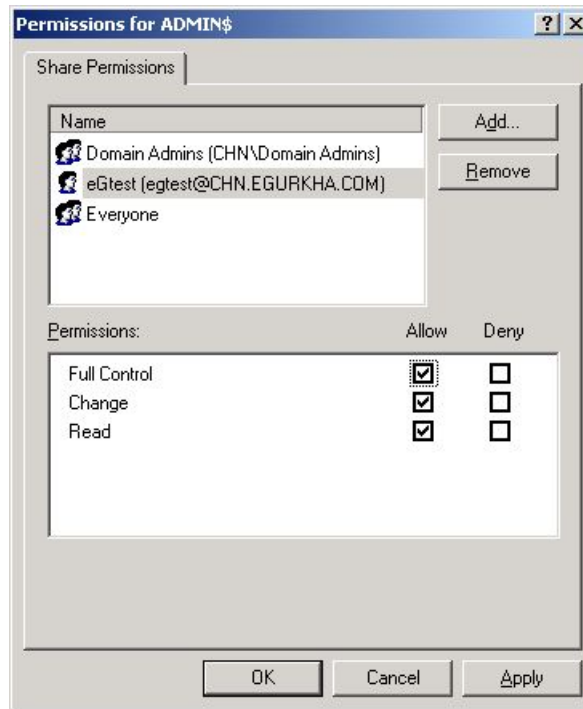 Permissions for ADMIN$
Share Permissions
Name
Domain Admins (CHN\Domain Admins)
eGtest (egtest@CHN.EGURKHA.COM)
Everyone
Add...
Remove
Permissions: Allow Deny
Full Control
Change
Read
OK Cancel Apply